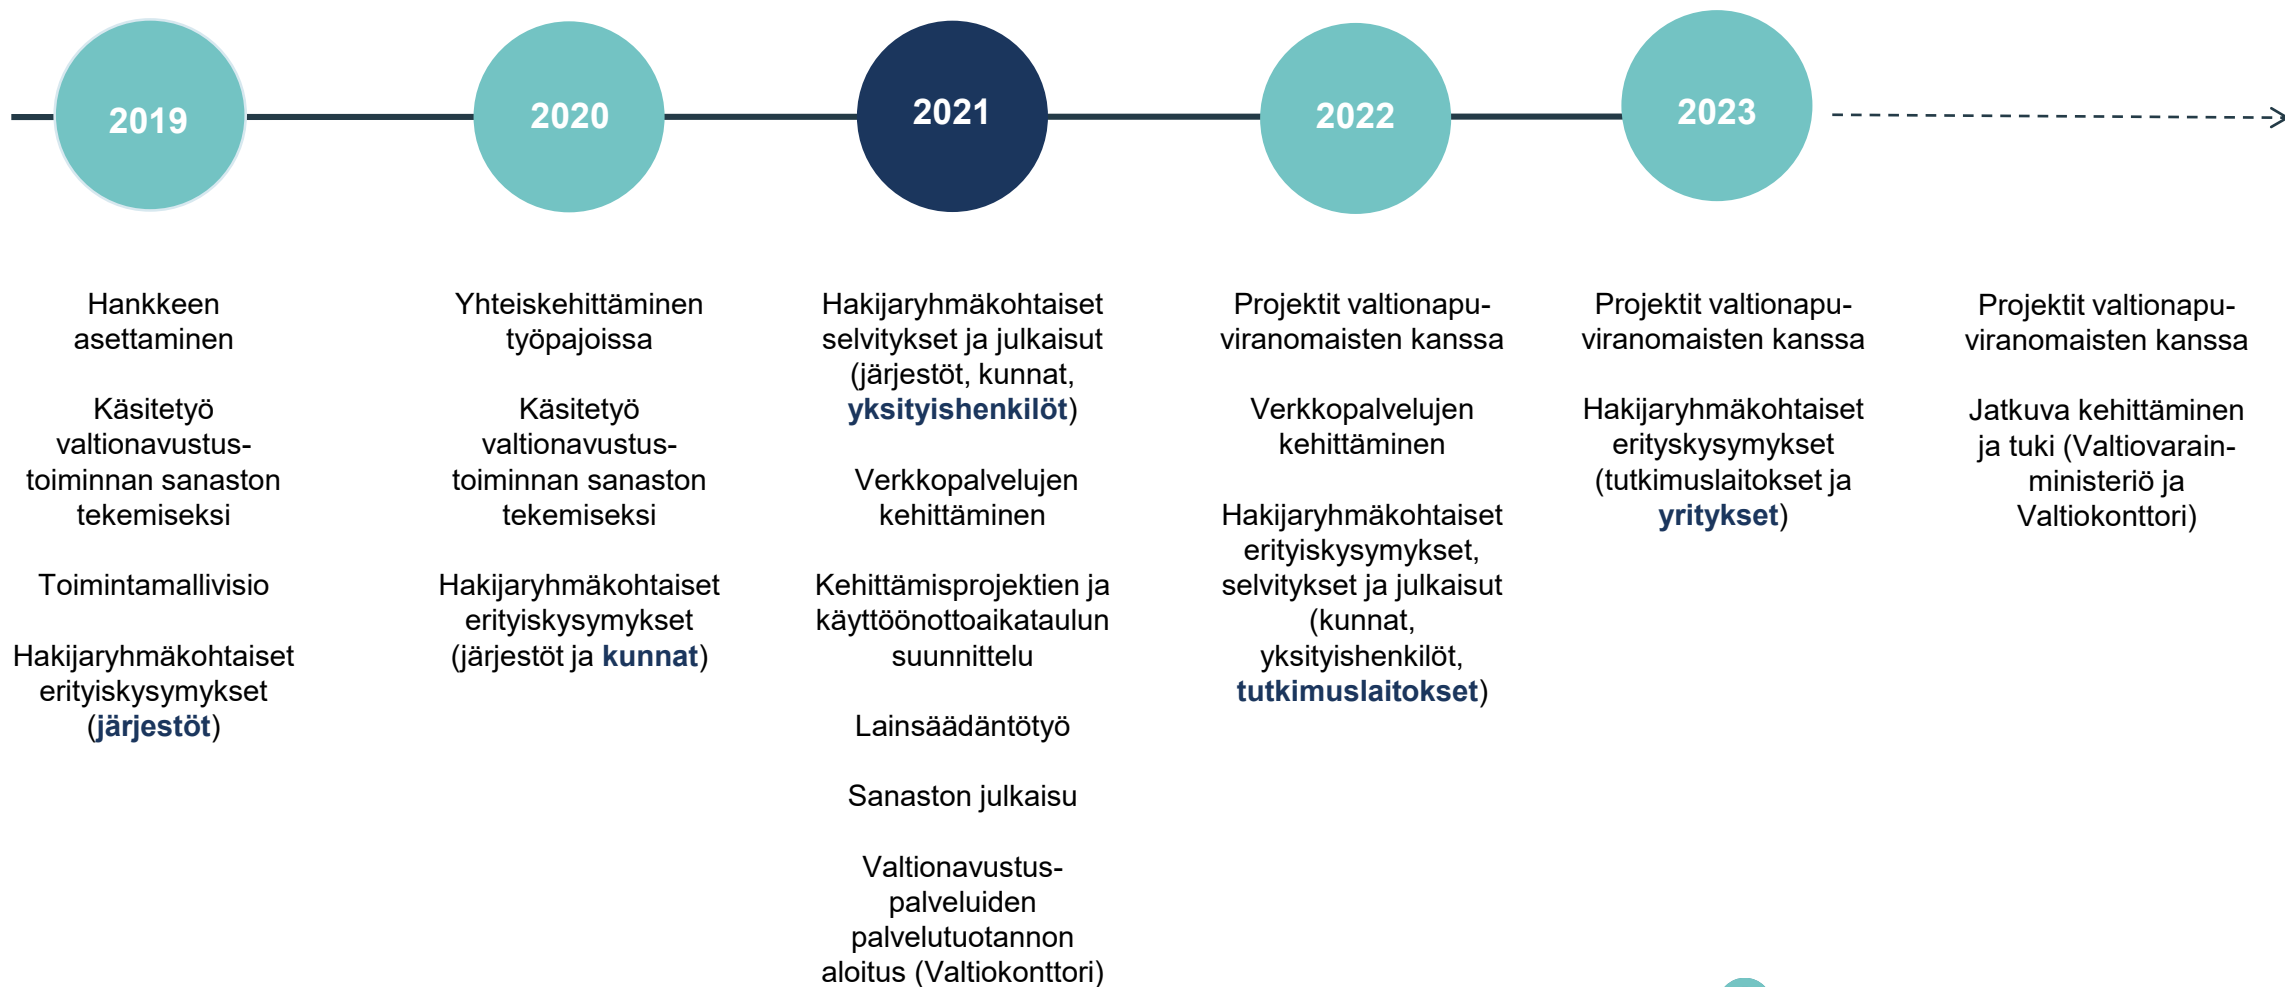 2019
2020
2021
2022
2023
Hankkeen
asettaminen
Käsitetyö
valtionavustus-
toiminnan sanaston
tekemiseksi
Toimintamallivisio
Hakijaryhmäkohtaiset
erityiskysymykset
(järjestöt)
Yhteiskehittäminen
työpajoissa
Käsitetyö
valtionavustus-
toiminnan sanaston
tekemiseksi
Hakijaryhmäkohtaiset
erityiskysymykset
(järjestöt ja kunnat)
Hakijaryhmäkohtaiset
selvitykset ja julkaisut
(järjestöt, kunnat,
yksityishenkilöt)
Verkkopalvelujen
kehittäminen
Kehittämisprojektien ja
käyttöönottoaikataulun
suunnittelu
Lainsäädäntötyö
Sanaston julkaisu
Valtionavustus-
palveluiden
palvelutuotannon
aloitus (Valtiokonttori)
Projektit valtionapu-
viranomaisten kanssa
Verkkopalvelujen
kehittäminen
Hakijaryhmäkohtaiset
erityiskysymykset,
selvitykset ja julkaisut
(kunnat,
yksityishenkilöt,
tutkimuslaitokset)
Projektit valtionapu-
viranomaisten kanssa
Hakijaryhmäkohtaiset
erityskysymykset
(tutkimuslaitokset ja
yritykset)
Projektit valtionapu-
viranomaisten kanssa
Jatkuva kehittäminen
ja tuki (Valtiovarain-
ministeriö ja
Valtiokonttori)